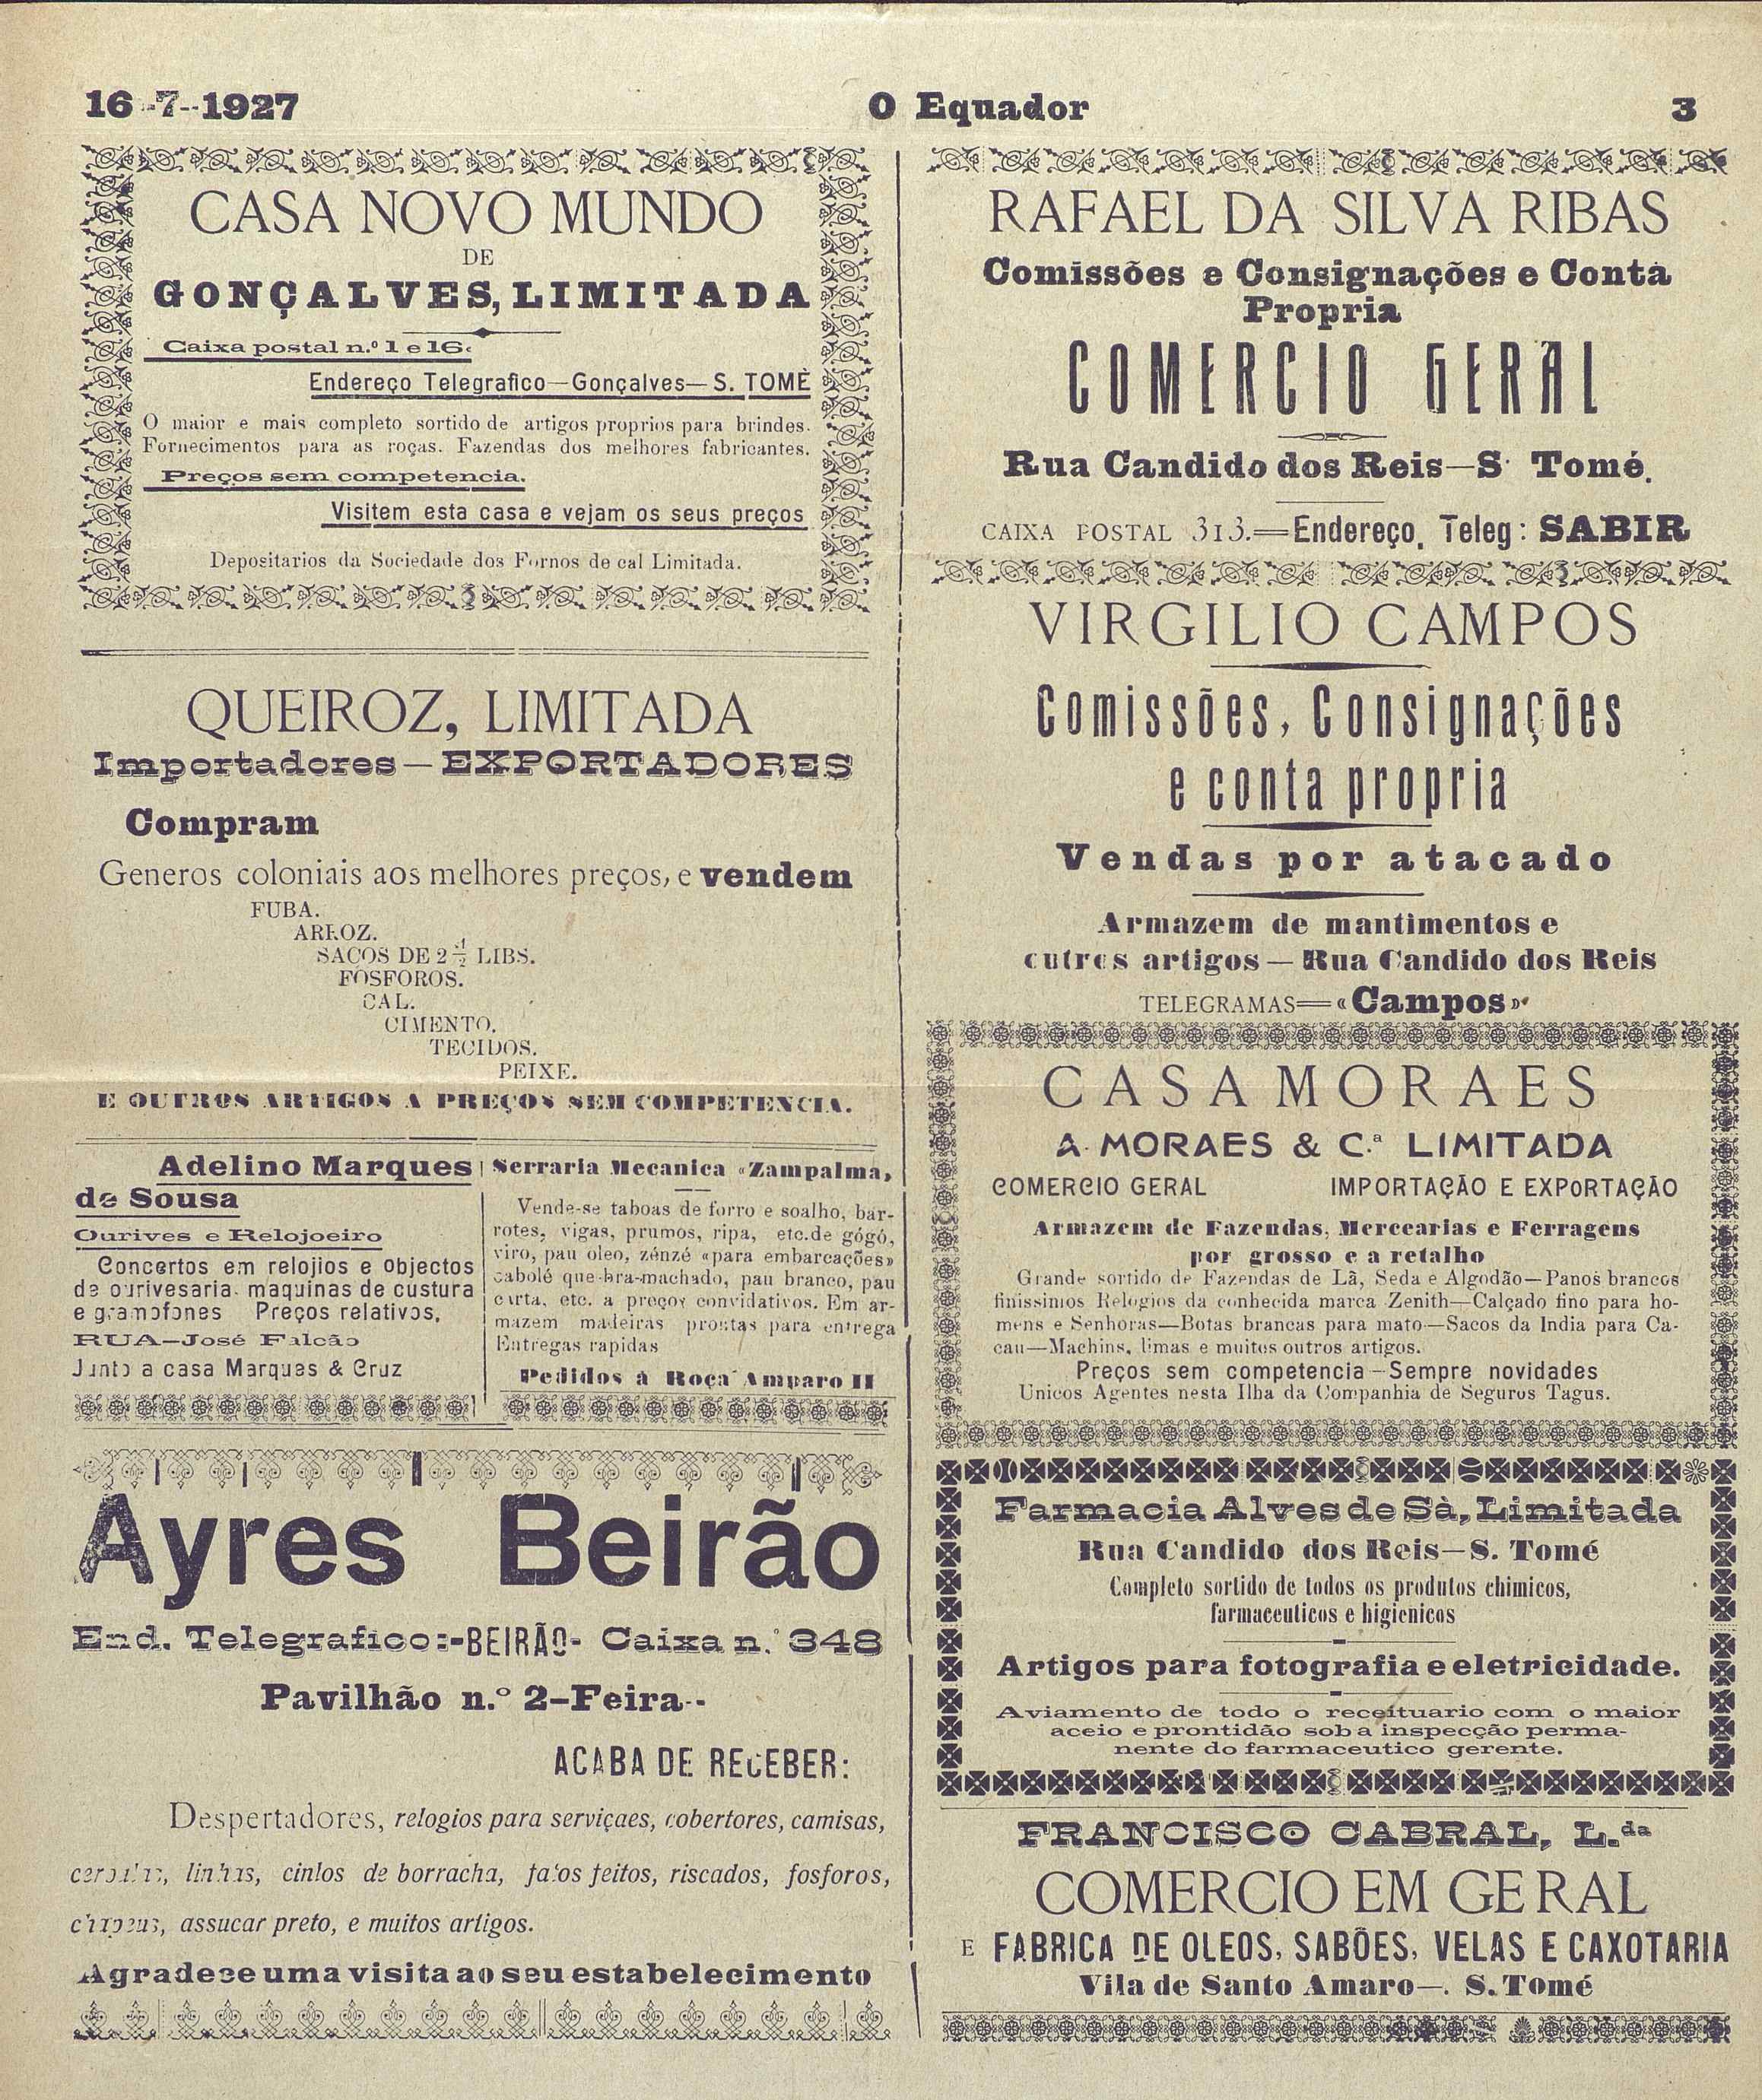 16-7-1927
O Equador
3
CASA NOVO MUNDO
DE
GONÇALVES, LIMITADA
Caixa postal n.º 1 e 16.
Endereço Telegrafico—Gonçalves—S. TOMÈ
O maior e mais completo sortido de artigos proprios para brindes.
Fornecimentos para as roças. Fazendas dos melhores fabricantes.
Preços sem competencia.
Visitem esta casa e vejam os seus preços
Depositarios da Sociedade dos Fornos de cal Limitada.
QUEIROZ, LIMITADA
Importadores — EXPORTADORES
Compram
Generos coloniais aos melhores preços, e vendem
FUBA.
ARROZ.
SACOS DE 2 1/2 LIBS.
FÓSFOROS.
CAL.
CIMENTO.
TECIDOS.
PEIXE.
E OUTROS ARTIGOS A PREÇOS SEM COMPETENCIA.
Adelino Marques
de Sousa
Ourives e Relojoeiro
Concertos em relojios e objectos
de ourivesaria. maquinas de custura
e gramofones Preços relativos,
RUA—José Falcão
Junto a casa Marques & Cruz
Serraria Mecanica «Zampalma,
Vende-se taboas de forro e soalho, bar-
rotes, vigas, prumos, ripa, etc. de gógó,
viro, pau oleo, zénzé «para embarcações»
cabolé que-bra-machado, pau branco, pau
carta, etc. a preços convidativos. Em ar-
mazem madeiras prontas para entrega
Entregas rapidas
Pedidos à Roça Amparo II
Ayres Beirão
End. Telegrafico:-BEIRÃO- Caixa n.º 348
Pavilhão n.º 2-Feira--
ACABA DE RECEBER:
Despertadores, relogios para serviçaes, cobertores, camisas,
ceroulas, linhas, cintos de borracha, fatos feitos, riscados, fosforos,
chapeus, assucar preto, e muitos artigos.
Agradece uma visita ao seu estabelecimento
RAFAEL DA SILVA RIBAS
Comissões e Consignações e Conta
Propria
COMERCIO GERAL
Rua Candido dos Reis—S. Tomé.
CAIXA POSTAL 313.=Endereço. Teleg: SABIR
VIRGILIO CAMPOS
Comissões, Consignações
e conta propria
Vendas por atacado
Armazem de mantimentos e
outros artigos — Rua Candido dos Reis
TELEGRAMAS=«Campos»
CASA MORAES
A. MORAES & C.ª LIMITADA
COMERCIO GERAL IMPORTAÇÃO E EXPORTAÇÃO
Armazem de Fazendas, Mercearias e Ferragens
por grosso e a retalho
Grande sortido de Fazendas de Lã, Seda e Algodão—Panos brancos
finissimos Relogios da conhecida marca Zenith—Calçado fino para ho-
mens e Senhoras—Botas brancas para mato—Sacos da India para Ca-
cau—Machins, limas e muitos outros artigos.
Preços sem competencia—Sempre novidades
Unicos Agentes nesta Ilha da Companhia de Seguros Tagus.
Farmacia Alves de Sà, Limitada
Rua Candido dos Reis—S. Tomé
Completo sortido de todos os produtos chimicos,
farmaceuticos e higienicos
Artigos para fotografia e eletricidade.
Aviamento de todo o receituario com o maior
aceio e prontidão sob a inspecção perma-
nente do farmaceutico gerente.
FRANCISCO CABRAL, L.da
COMERCIO EM GERAL
E FABRICA DE OLEOS, SABÕES, VELAS E CAXOTARIA
Vila de Santo Amaro—. S. Tomé